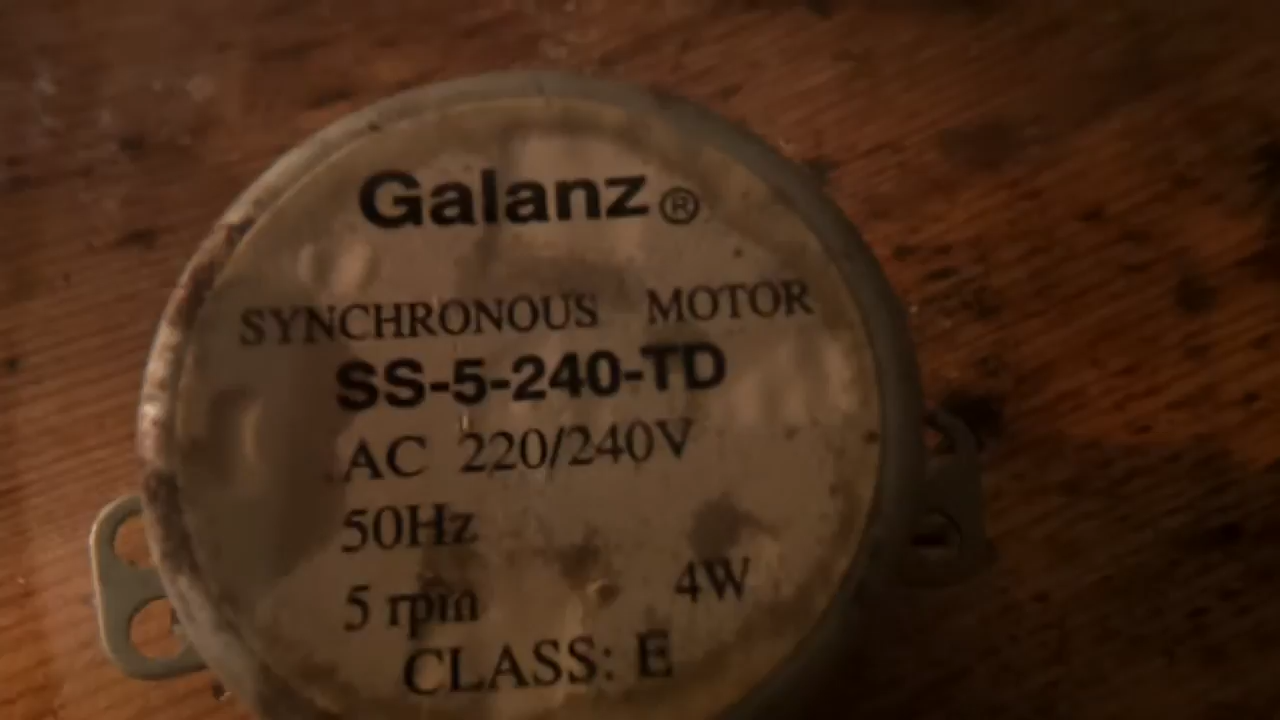 Galanz®
SYNCHRONOUS MOTOR
SS-5-240-TD
AC 220/240V
50Hz
5 rpm 4W
CLASS: E